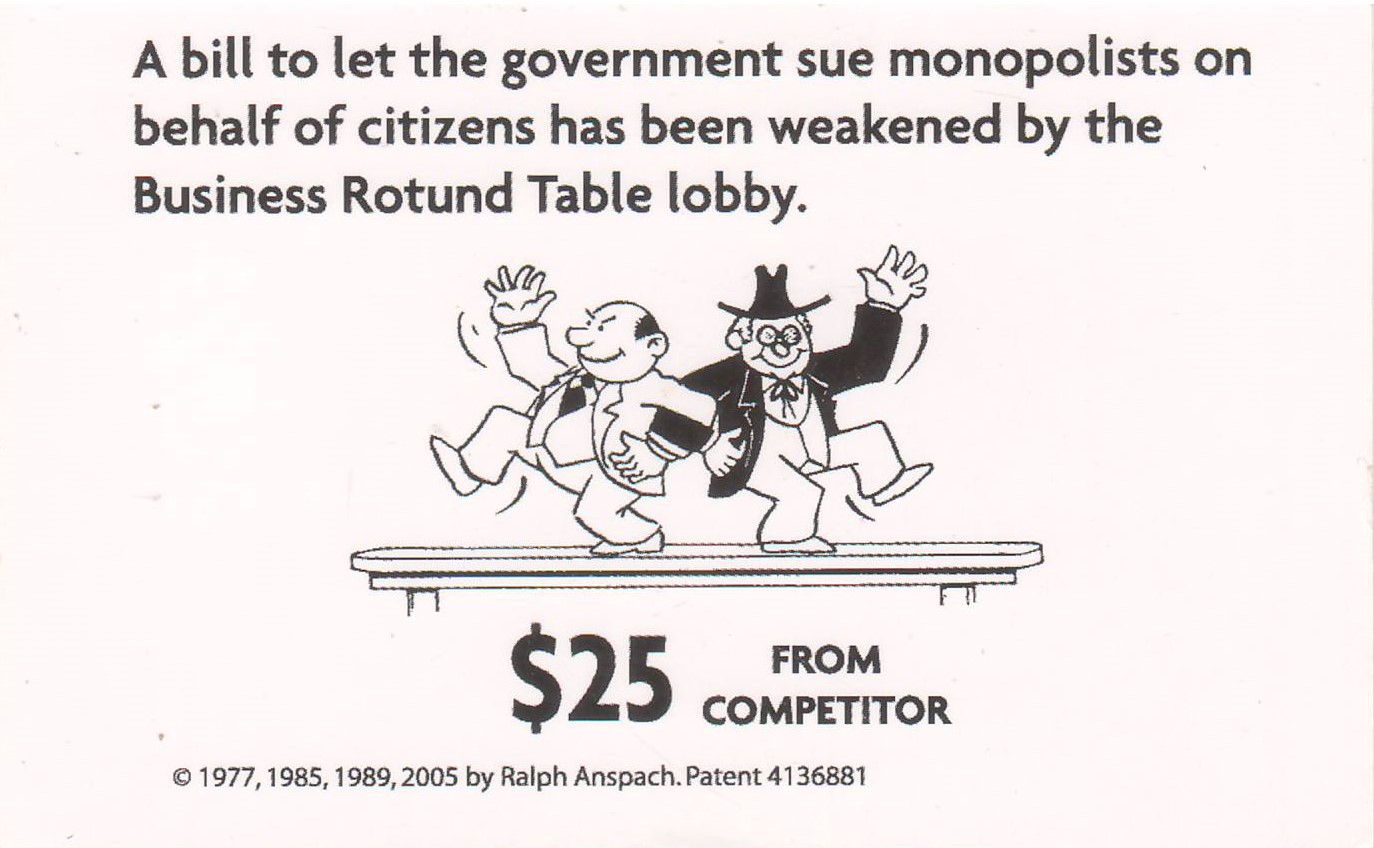 A bill to let the government sue monopolists on
behalf of citizens has been weakened by the
Business Rotund Table lobby.
$25 FROM
COMPETITOR
© 1977, 1985, 1989, 2005 by Ralph Anspach. Patent 4136881